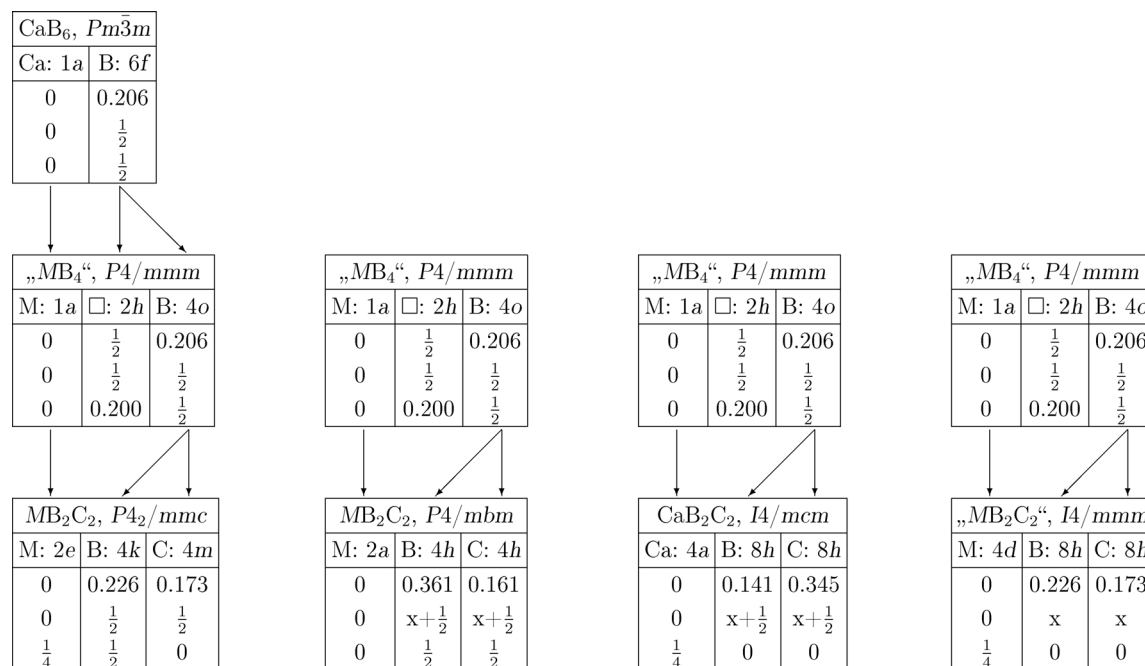 CaB₆, Pm3̄m
Ca: 1a B: 6f
0 0.206
0 1/2
0 1/2
„MB₄“, P4/mmm „MB₄“, P4/mmm „MB₄“, P4/mmm „MB₄“, P4/mmm
M: 1a □: 2h B: 4o M: 1a □: 2h B: 4o M: 1a □: 2h B: 4o M: 1a □: 2h B: 4o
0 1/2 0.206 0 1/2 0.206 0 1/2 0.206 0 1/2 0.206
0 1/2 1/2 0 1/2 1/2 0 1/2 1/2 0 1/2 1/2
0 0.200 1/2 0 0.200 1/2 0 0.200 1/2 0 0.200 1/2
MB₂C₂, P4₂/mmc MB₂C₂, P4/mbm CaB₂C₂, I4/mcm „MB₂C₂“, I4/mmm
M: 2e B: 4k C: 4m M: 2a B: 4h C: 4h Ca: 4a B: 8h C: 8h M: 4d B: 8h C: 8h
0 0.226 0.173 0 0.361 0.161 0 0.141 0.345 0 0.226 0.173
0 1/2 1/2 0 x+1/2 x+1/2 0 x+1/2 x+1/2 0 x x
1/4 1/2 0 0 1/2 1/2 1/4 0 0 1/4 0 0